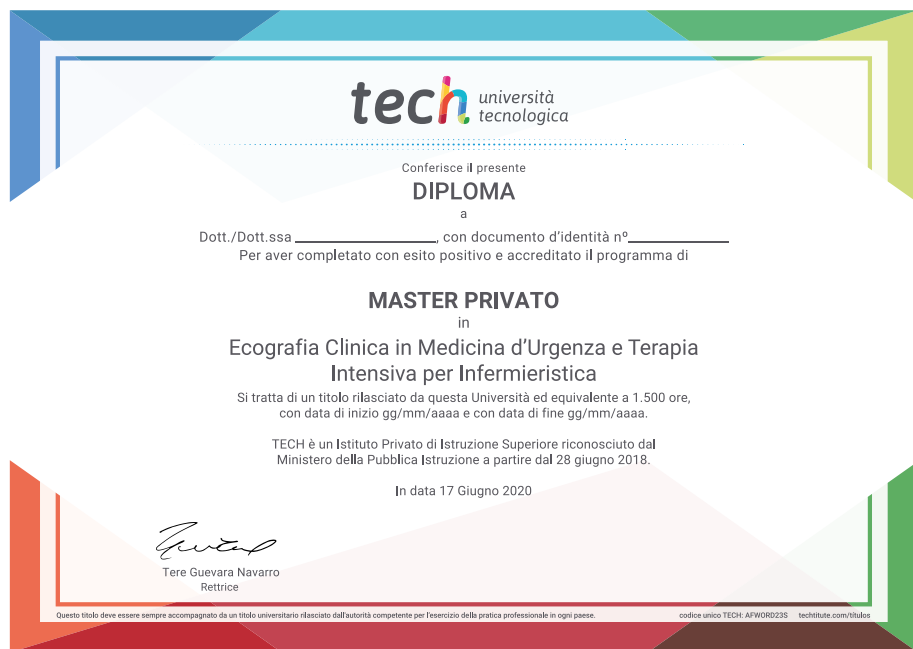 tech università
tecnologica
Conferisce il presente
DIPLOMA
a
Dott./Dott.ssa ________________, con documento d'identità nº___________
Per aver completato con esito positivo e accreditato il programma di
MASTER PRIVATO
in
Ecografia Clinica in Medicina d'Urgenza e Terapia
Intensiva per Infermieristica
Si tratta di un titolo rilasciato da questa Università ed equivalente a 1.500 ore,
con data di inizio gg/mm/aaaa e con data di fine gg/mm/aaaa.
TECH è un Istituto Privato di Istruzione Superiore riconosciuto dal
Ministero della Pubblica Istruzione a partire dal 28 giugno 2018.
In data 17 Giugno 2020
Tere Guevara Navarro
Rettrice
Questo titolo deve essere sempre accompagnato da un titolo universitario rilasciato dall'autorità competente per l'esercizio della pratica professionale in ogni paese. codice unico TECH: AFWORD23S techtitute.com/titulos